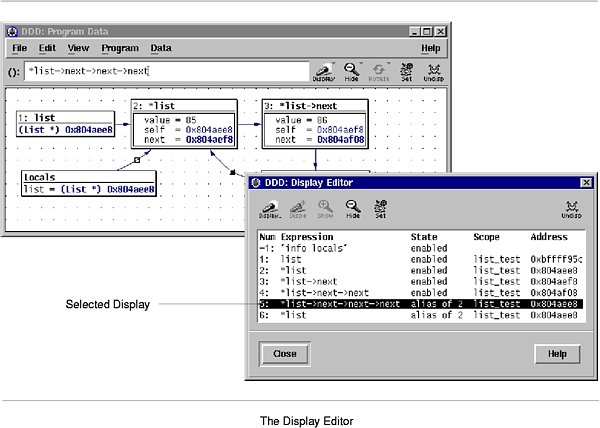 DDD: Program Data
File Edit View Program Data Help
(): *list->next->next->next
Display Hide Rotate Set Undisp
1: list
(List *) 0x804aee8
2: *list
value = 85
self = 0x804aee8
next = 0x804aef8
3: *list->next
value = 86
self = 0x804aef8
next = 0x804af08
Locals
list = (List *) 0x804aee8
DDD: Display Editor
Display... Show Hide Set Undisp
Num Expression State Scope Address
-1: `info locals` enabled
1: list enabled list_test 0xbffff95c
2: *list enabled list_test 0x804aee8
3: *list->next enabled list_test 0x804aef8
4: *list->next->next enabled list_test 0x804af08
5: *list->next->next->next alias of 2 list_test 0x804aee8
6: *list alias of 2 list_test 0x804aee8
Selected Display
Close Help
The Display Editor